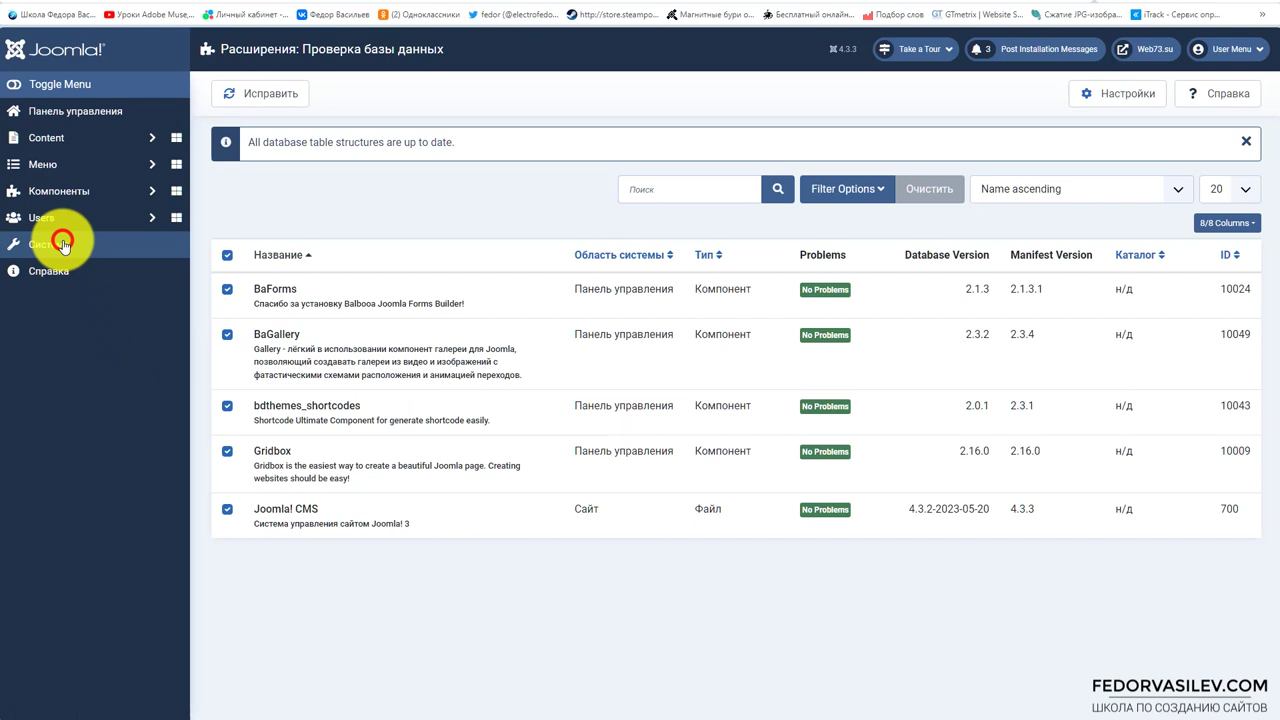 Школа Федора Вас...
Уроки Adobe Muse,...
Личный кабинет -...
Федор Васильев
(2) Одноклассники
fedor (@electrofedo...
http://store.steampo...
Магнитные бури о...
Бесплатный онлайн...
Подбор слов
GTmetrix | Website S...
Сжатие JPG-изобра...
iTrack - Сервис опр...
Joomla!
Расширения: Проверка базы данных
4.3.3
Take a Tour
3
Post Installation Messages
Web73.su
User Menu
Toggle Menu
Панель управления
Content
Меню
Компоненты
Users
Справка
Исправить
Настройки
? Справка
All database table structures are up to date.
Поиск
Filter Options
Очистить
Name ascending
20
8/8 Columns
Название
Область системы
Тип
Problems
Database Version
Manifest Version
Каталог
ID
BaForms
Спасибо за установку Balbooa Joomla Forms Builder!
Панель управления
Компонент
No Problems
2.1.3
2.1.3.1
н/д
10024
BaGallery
Gallery - лёгкий в использовании компонент галереи для Joomla,
позволяющий создавать галереи из видео и изображений с
фатастическими схемами расположения и анимацией переходов.
Панель управления
Компонент
No Problems
2.3.2
2.3.4
н/д
10049
bdthemes_shortcodes
Shortcode Ultimate Component for generate shortcode easily.
Панель управления
Компонент
No Problems
2.0.1
2.3.1
н/д
10043
Gridbox
Gridbox is the easiest way to create a beautiful Joomla page. Creating
websites should be easy!
Панель управления
Компонент
No Problems
2.16.0
2.16.0
н/д
10009
Joomla! CMS
Система управления сайтом Joomla! 3
Сайт
Файл
No Problems
4.3.2-2023-05-20
4.3.3
н/д
700
FEDORVASILEV.COM
ШКОЛА ПО СОЗДАНИЮ САЙТОВ